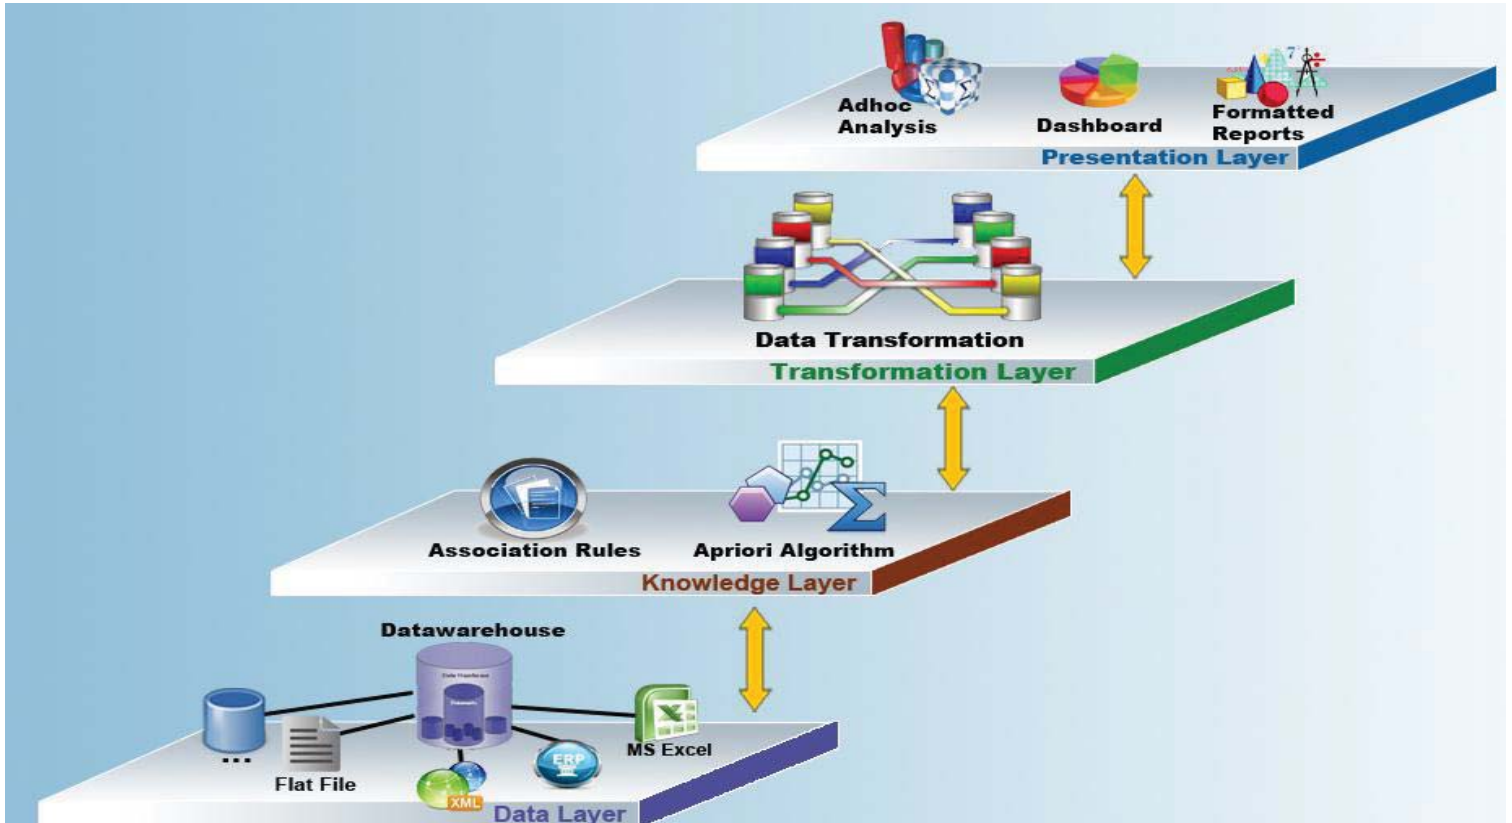 Adhoc
Analysis
Dashboard
Formatted
Reports
Presentation Layer
Data Transformation
Transformation Layer
Association Rules
Apriori Algorithm
Knowledge Layer
Datawarehouse
...
Flat File
XML
ERP
MS Excel
Data Layer